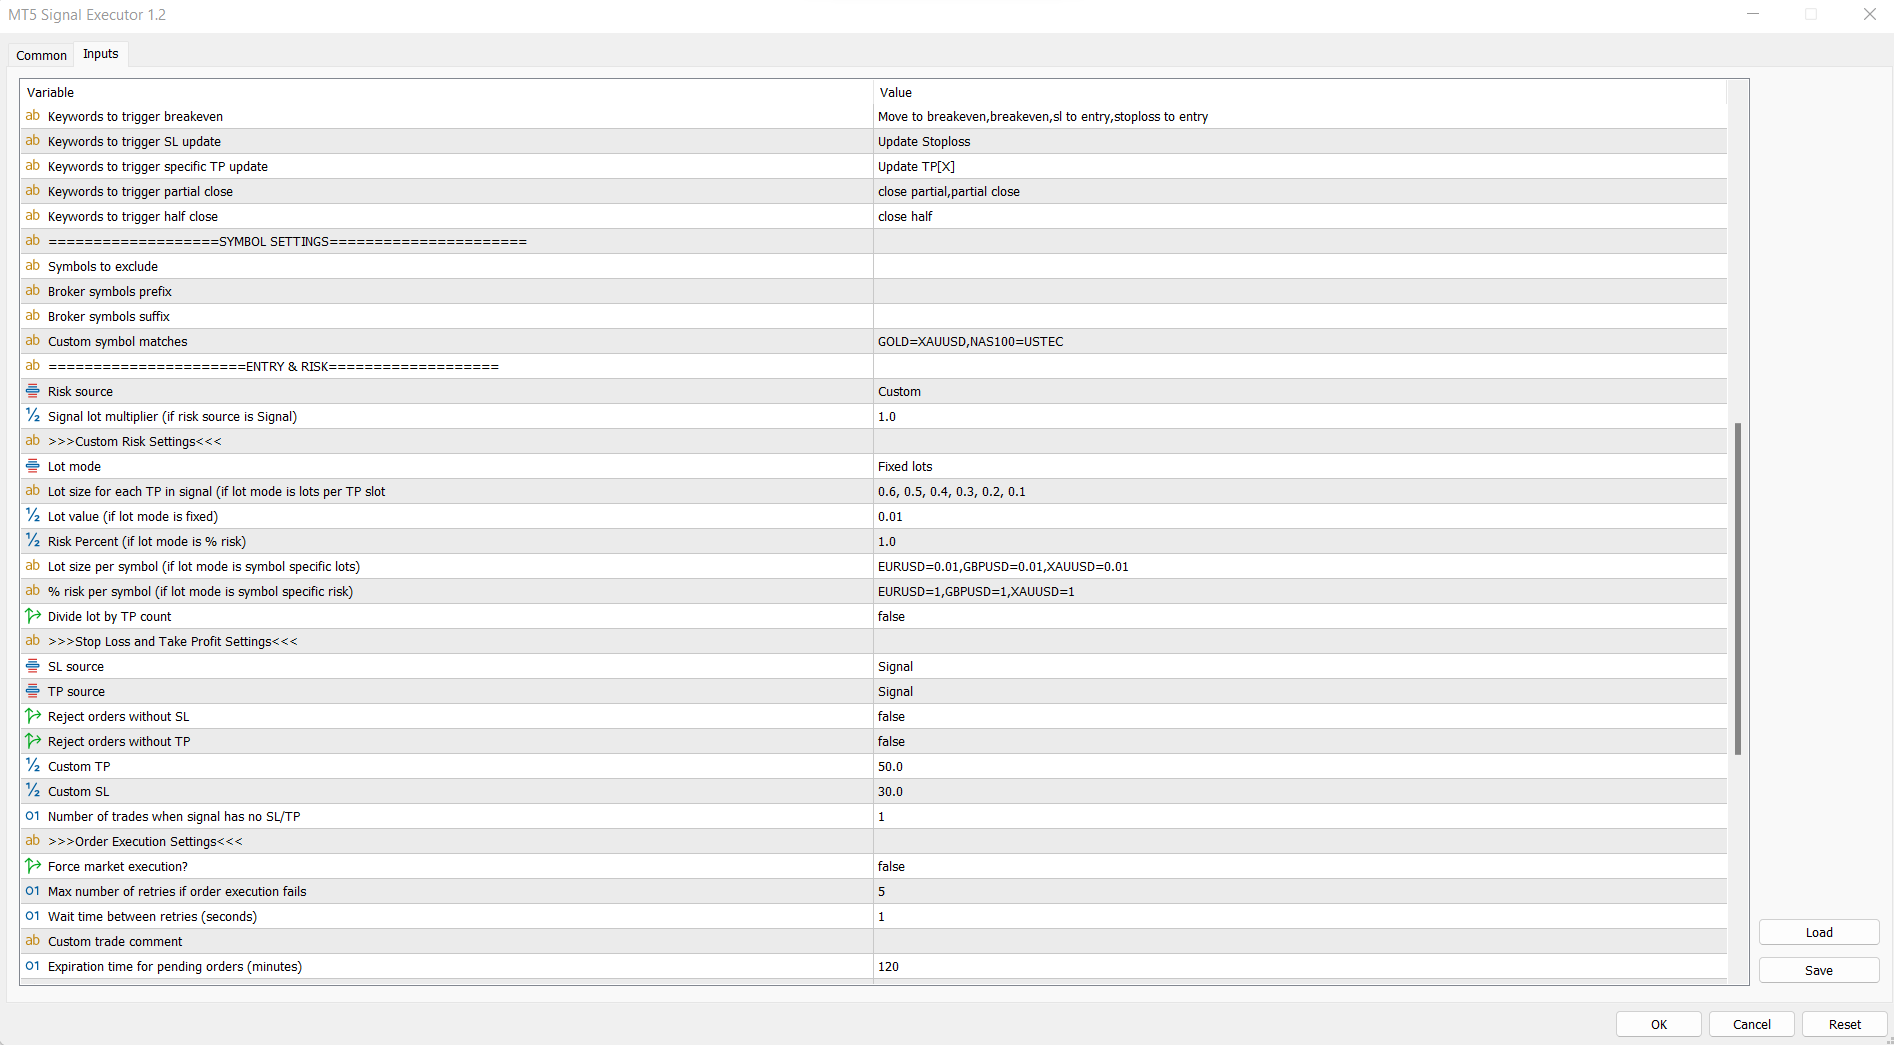 MT5 Signal Executor 1.2
Common Inputs
Variable Value
ab Keywords to trigger breakeven Move to breakeven,breakeven,sl to entry,stoploss to entry
ab Keywords to trigger SL update Update Stoploss
ab Keywords to trigger specific TP update Update TP[X]
ab Keywords to trigger partial close close partial,partial close
ab Keywords to trigger half close close half
ab ===================SYMBOL SETTINGS======================
ab Symbols to exclude
ab Broker symbols prefix
ab Broker symbols suffix
ab Custom symbol matches GOLD=XAUUSD,NAS100=USTEC
ab ======================ENTRY & RISK===================
Risk source Custom
½ Signal lot multiplier (if risk source is Signal) 1.0
ab >>>Custom Risk Settings<<<
Lot mode Fixed lots
ab Lot size for each TP in signal (if lot mode is lots per TP slot 0.6, 0.5, 0.4, 0.3, 0.2, 0.1
½ Lot value (if lot mode is fixed) 0.01
½ Risk Percent (if lot mode is % risk) 1.0
ab Lot size per symbol (if lot mode is symbol specific lots) EURUSD=0.01,GBPUSD=0.01,XAUUSD=0.01
ab % risk per symbol (if lot mode is symbol specific risk) EURUSD=1,GBPUSD=1,XAUUSD=1
Divide lot by TP count false
ab >>>Stop Loss and Take Profit Settings<<<
SL source Signal
TP source Signal
Reject orders without SL false
Reject orders without TP false
½ Custom TP 50.0
½ Custom SL 30.0
01 Number of trades when signal has no SL/TP 1
ab >>>Order Execution Settings<<<
Force market execution? false
01 Max number of retries if order execution fails 5
01 Wait time between retries (seconds) 1
ab Custom trade comment
01 Expiration time for pending orders (minutes) 120
Load
Save
OK Cancel Reset